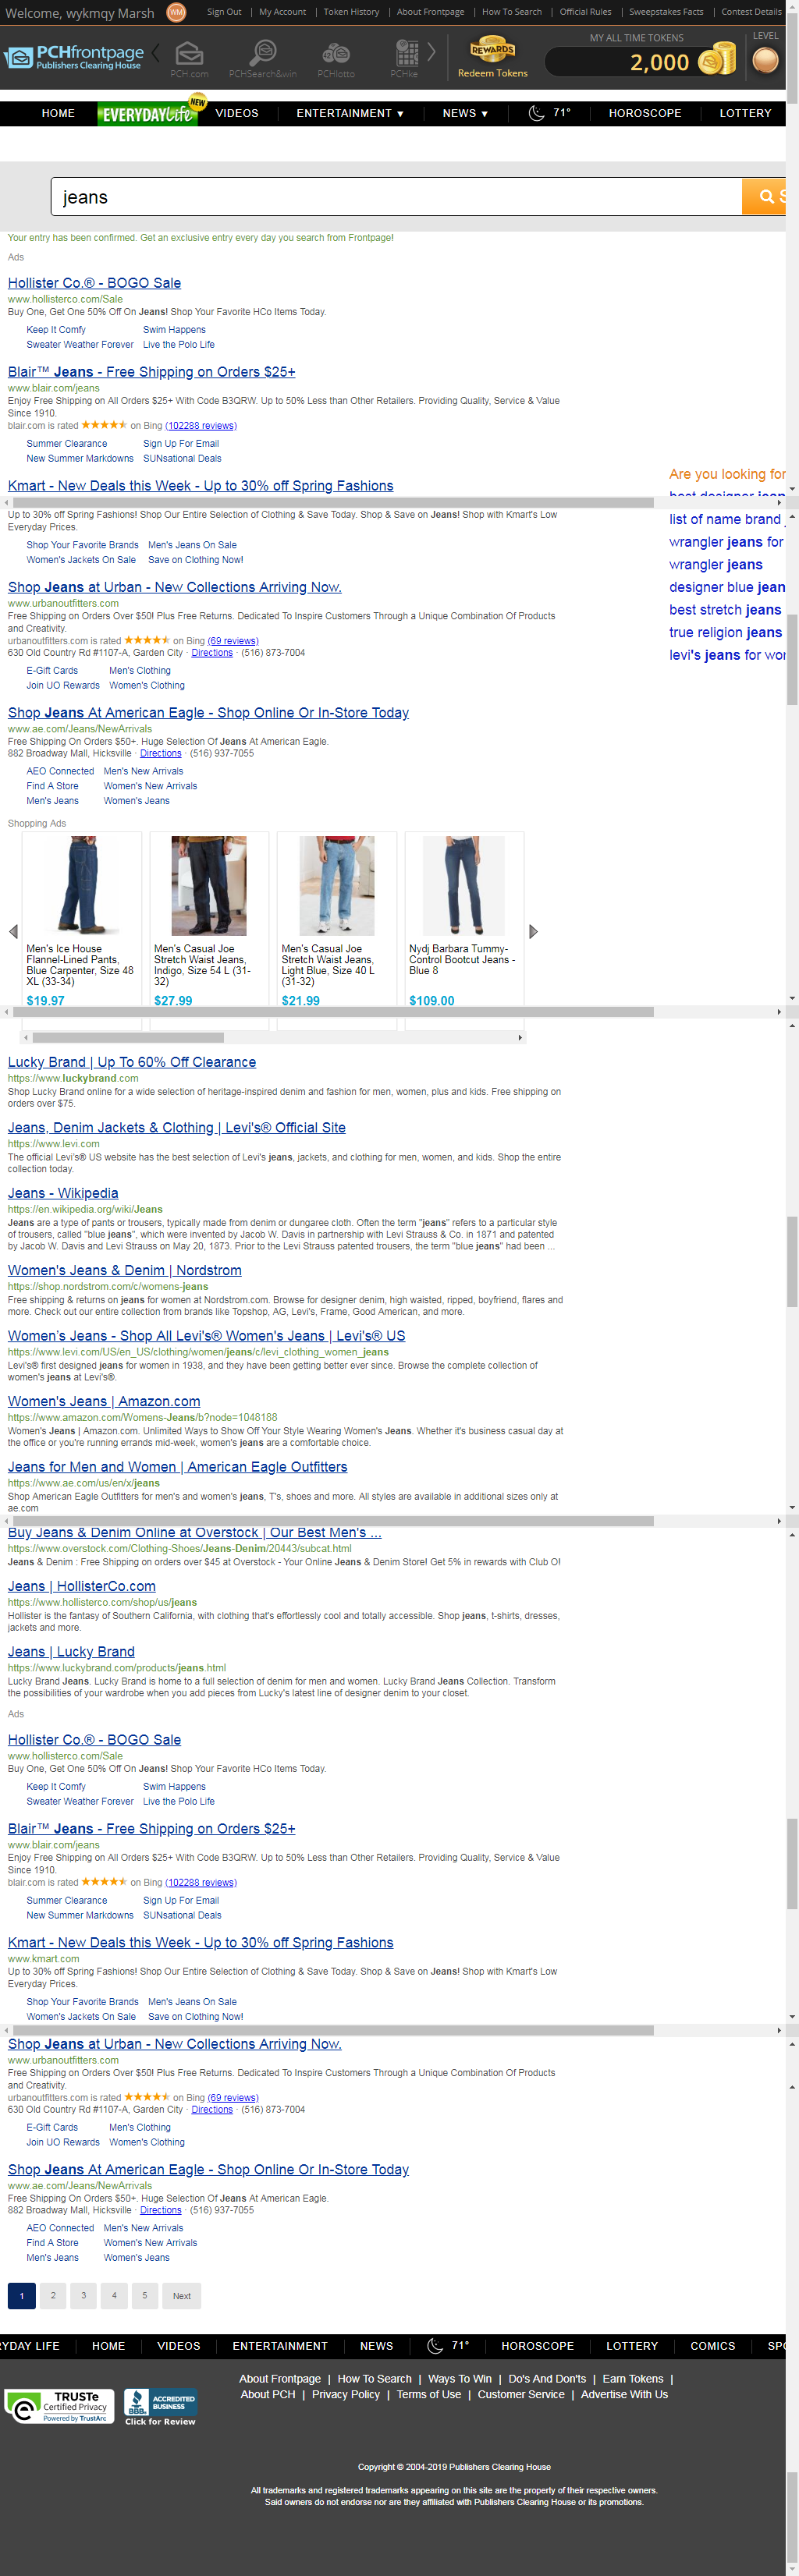 Welcome, wykmqy Marsh WM Sign Out | My Account | Token History | About Frontpage | How To Search | Official Rules | Sweepstakes Facts | Contest Details
PCHfrontpage
Publishers Clearing House
PCH.com PCHSearch&win PCHlotto PCHke
REWARDS
Redeem Tokens
MY ALL TIME TOKENS
2,000
LEVEL
HOME EVERYDAY Life NEW VIDEOS ENTERTAINMENT ▼ NEWS ▼ 71° HOROSCOPE LOTTERY
jeans
S
Your entry has been confirmed. Get an exclusive entry every day you search from Frontpage!
Ads
Hollister Co.® - BOGO Sale
www.hollisterco.com/Sale
Buy One, Get One 50% Off On Jeans! Shop Your Favorite HCo Items Today.
Keep It Comfy Swim Happens
Sweater Weather Forever Live the Polo Life
Blair™ Jeans - Free Shipping on Orders $25+
www.blair.com/jeans
Enjoy Free Shipping on All Orders $25+ With Code B3QRW. Up to 50% Less than Other Retailers. Providing Quality, Service & Value
Since 1910.
blair.com is rated ★★★★★ on Bing (102288 reviews)
Summer Clearance Sign Up For Email
New Summer Markdowns SUNsational Deals
Kmart - New Deals this Week - Up to 30% off Spring Fashions
Up to 30% off Spring Fashions! Shop Our Entire Selection of Clothing & Save Today. Shop & Save on Jeans! Shop with Kmart's Low
Everyday Prices.
Shop Your Favorite Brands Men's Jeans On Sale
Women's Jackets On Sale Save on Clothing Now!
Are you looking for
best designer jean
list of name brand
wrangler jeans for
wrangler jeans
designer blue jean
best stretch jeans
true religion jeans
levi's jeans for wor
Shop Jeans at Urban - New Collections Arriving Now.
www.urbanoutfitters.com
Free Shipping on Orders Over $50! Plus Free Returns. Dedicated To Inspire Customers Through a Unique Combination Of Products
and Creativity.
urbanoutfitters.com is rated ★★★★★ on Bing (69 reviews)
630 Old Country Rd #1107-A, Garden City · Directions · (516) 873-7004
E-Gift Cards Men's Clothing
Join UO Rewards Women's Clothing
Shop Jeans At American Eagle - Shop Online Or In-Store Today
www.ae.com/Jeans/NewArrivals
Free Shipping On Orders $50+. Huge Selection Of Jeans At American Eagle.
882 Broadway Mall, Hicksville · Directions · (516) 937-7055
AEO Connected Men's New Arrivals
Find A Store Women's New Arrivals
Men's Jeans Women's Jeans
Shopping Ads
Men's Ice House
Flannel-Lined Pants,
Blue Carpenter, Size 48
XL (33-34)
$19.97
Men's Casual Joe
Stretch Waist Jeans,
Indigo, Size 54 L (31-
32)
$27.99
Men's Casual Joe
Stretch Waist Jeans,
Light Blue, Size 40 L
(31-32)
$21.99
Nydj Barbara Tummy-
Control Bootcut Jeans -
Blue 8
$109.00
Lucky Brand | Up To 60% Off Clearance
https://www.luckybrand.com
Shop Lucky Brand online for a wide selection of heritage-inspired denim and fashion for men, women, plus and kids. Free shipping on
orders over $75.
Jeans, Denim Jackets & Clothing | Levi's® Official Site
https://www.levi.com
The official Levi's® US website has the best selection of Levi's jeans, jackets, and clothing for men, women, and kids. Shop the entire
collection today.
Jeans - Wikipedia
https://en.wikipedia.org/wiki/Jeans
Jeans are a type of pants or trousers, typically made from denim or dungaree cloth. Often the term "jeans" refers to a particular style
of trousers, called "blue jeans", which were invented by Jacob W. Davis in partnership with Levi Strauss & Co. in 1871 and patented
by Jacob W. Davis and Levi Strauss on May 20, 1873. Prior to the Levi Strauss patented trousers, the term "blue jeans" had been ...
Women's Jeans & Denim | Nordstrom
https://shop.nordstrom.com/c/womens-jeans
Free shipping & returns on jeans for women at Nordstrom.com. Browse for designer denim, high waisted, ripped, boyfriend, flares and
more. Check out our entire collection from brands like Topshop, AG, Levi's, Frame, Good American, and more.
Women's Jeans - Shop All Levi's® Women's Jeans | Levi's® US
https://www.levi.com/US/en_US/clothing/women/jeans/c/levi_clothing_women_jeans
Levi's® first designed jeans for women in 1938, and they have been getting better ever since. Browse the complete collection of
women's jeans at Levi's®.
Women's Jeans | Amazon.com
https://www.amazon.com/Womens-Jeans/b?node=1048188
Women's Jeans | Amazon.com. Unlimited Ways to Show Off Your Style Wearing Women's Jeans. Whether it's business casual day at
the office or you're running errands mid-week, women's jeans are a comfortable choice.
Jeans for Men and Women | American Eagle Outfitters
https://www.ae.com/us/en/x/jeans
Shop American Eagle Outfitters for men's and women's jeans, T's, shoes and more. All styles are available in additional sizes only at
ae.com
Buy Jeans & Denim Online at Overstock | Our Best Men's ...
https://www.overstock.com/Clothing-Shoes/Jeans-Denim/20443/subcat.html
Jeans & Denim : Free Shipping on orders over $45 at Overstock - Your Online Jeans & Denim Store! Get 5% in rewards with Club O!
Jeans | HollisterCo.com
https://www.hollisterco.com/shop/us/jeans
Hollister is the fantasy of Southern California, with clothing that's effortlessly cool and totally accessible. Shop jeans, t-shirts, dresses,
jackets and more.
Jeans | Lucky Brand
https://www.luckybrand.com/products/jeans.html
Lucky Brand Jeans. Lucky Brand is home to a full selection of denim for men and women. Lucky Brand Jeans Collection. Transform
the possibilities of your wardrobe when you add pieces from Lucky's latest line of designer denim to your closet.
Ads
Hollister Co.® - BOGO Sale
www.hollisterco.com/Sale
Buy One, Get One 50% Off On Jeans! Shop Your Favorite HCo Items Today.
Keep It Comfy Swim Happens
Sweater Weather Forever Live the Polo Life
Blair™ Jeans - Free Shipping on Orders $25+
www.blair.com/jeans
Enjoy Free Shipping on All Orders $25+ With Code B3QRW. Up to 50% Less than Other Retailers. Providing Quality, Service & Value
Since 1910.
blair.com is rated ★★★★★ on Bing (102288 reviews)
Summer Clearance Sign Up For Email
New Summer Markdowns SUNsational Deals
Kmart - New Deals this Week - Up to 30% off Spring Fashions
www.kmart.com
Up to 30% off Spring Fashions! Shop Our Entire Selection of Clothing & Save Today. Shop & Save on Jeans! Shop with Kmart's Low
Everyday Prices.
Shop Your Favorite Brands Men's Jeans On Sale
Women's Jackets On Sale Save on Clothing Now!
Shop Jeans at Urban - New Collections Arriving Now.
www.urbanoutfitters.com
Free Shipping on Orders Over $50! Plus Free Returns. Dedicated To Inspire Customers Through a Unique Combination Of Products
and Creativity.
urbanoutfitters.com is rated ★★★★★ on Bing (69 reviews)
630 Old Country Rd #1107-A, Garden City · Directions · (516) 873-7004
E-Gift Cards Men's Clothing
Join UO Rewards Women's Clothing
Shop Jeans At American Eagle - Shop Online Or In-Store Today
www.ae.com/Jeans/NewArrivals
Free Shipping On Orders $50+. Huge Selection Of Jeans At American Eagle.
882 Broadway Mall, Hicksville · Directions · (516) 937-7055
AEO Connected Men's New Arrivals
Find A Store Women's New Arrivals
Men's Jeans Women's Jeans
1 2 3 4 5 Next
RYDAY LIFE HOME VIDEOS ENTERTAINMENT NEWS 71° HOROSCOPE LOTTERY COMICS SPO
About Frontpage | How To Search | Ways To Win | Do's And Don'ts | Earn Tokens |
About PCH | Privacy Policy | Terms of Use | Customer Service | Advertise With Us
TRUSTe
Certified Privacy
Powered by TrustArc
BBB. ACCREDITED BUSINESS
Click for Review
Copyright © 2004-2019 Publishers Clearing House
All trademarks and registered trademarks appearing on this site are the property of their respective owners.
Said owners do not endorse nor are they affiliated with Publishers Clearing House or its promotions.